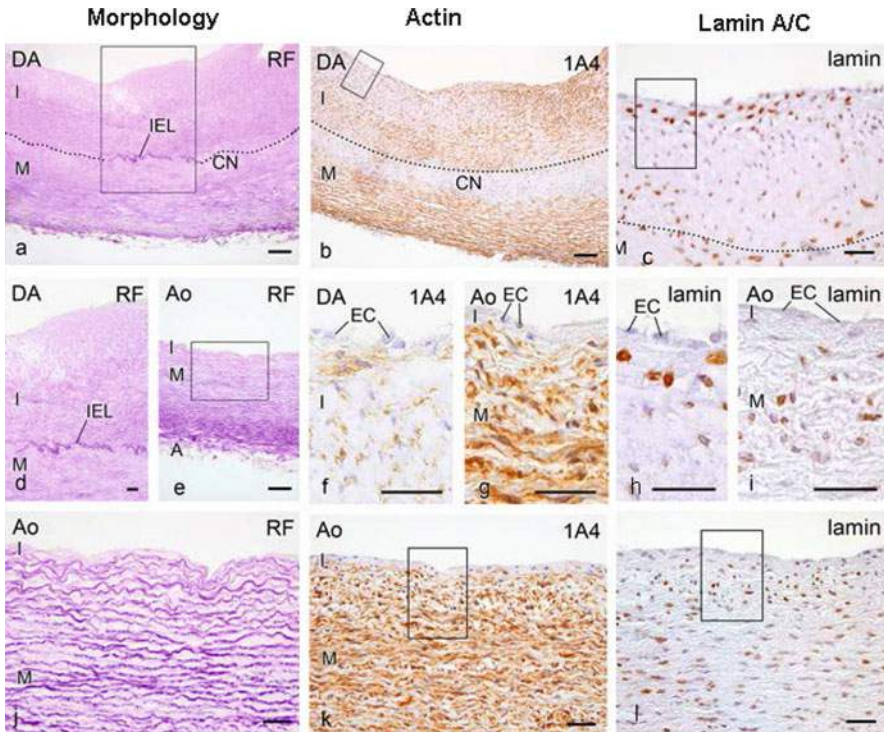 Morphology Actin Lamin A/C
DA RF DA 1A4 lamin
I I
IEL
M CN M CN M
a b c
DA RF Ao RF DA 1A4 Ao 1A4 lamin Ao lamin
EC I EC EC I EC
I
M
I IEL I M M
M A
d e f g h i
Ao RF Ao 1A4 lamin
I I
M M
j k l